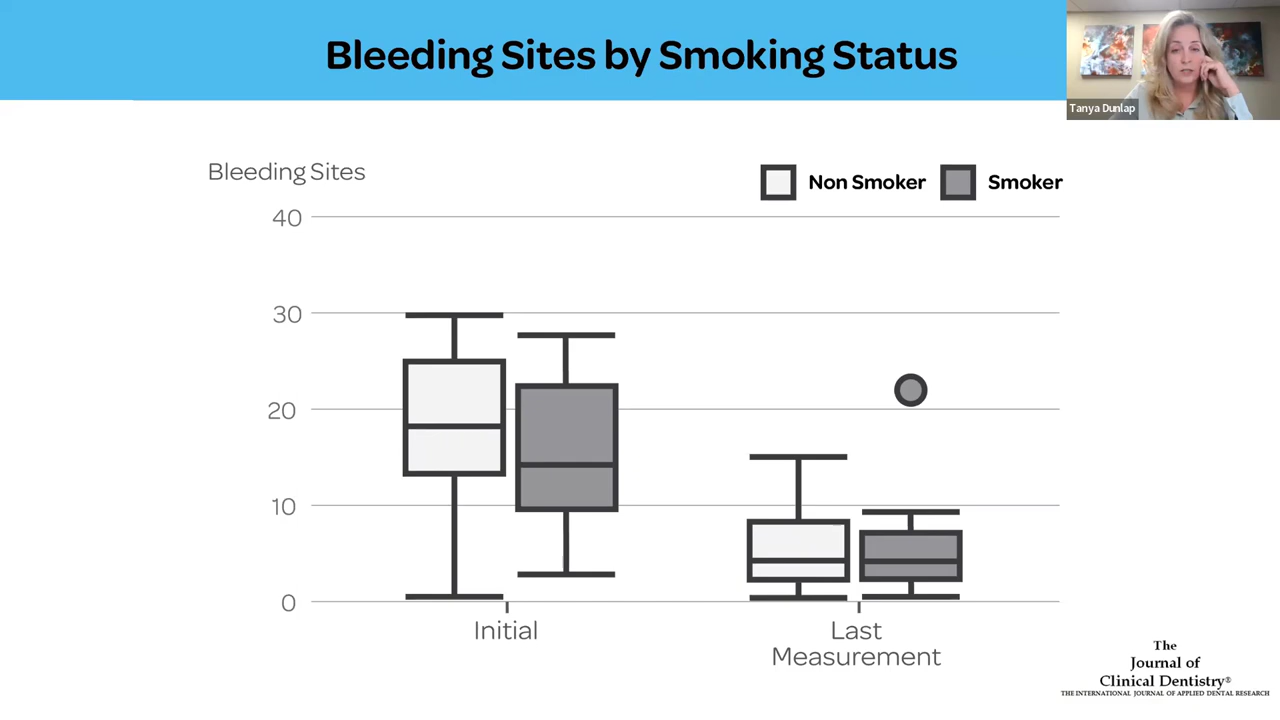 Bleeding Sites by Smoking Status
Tanya Dunlap
Bleeding Sites
Non Smoker
Smoker
40
30
20
10
0
Initial
Last
Measurement
The
Journal of
Clinical Dentistry®
THE INTERNATIONAL JOURNAL OF APPLIED DENTAL RESEARCH